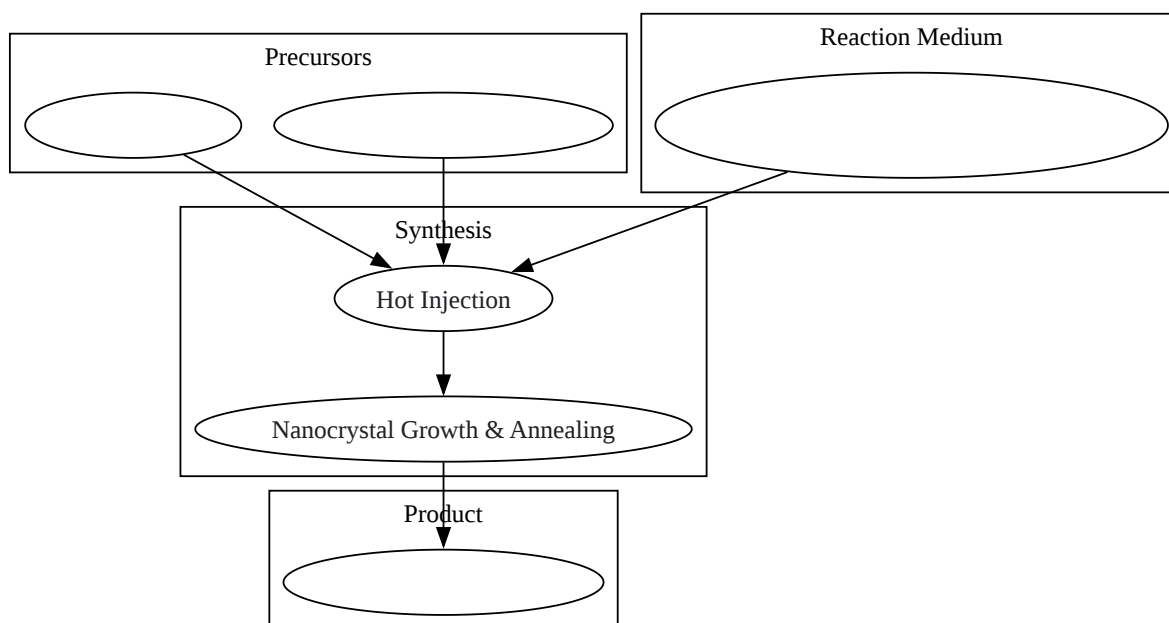 Precursors
Reaction Medium
Synthesis
Hot Injection
Nanocrystal Growth & Annealing
Product